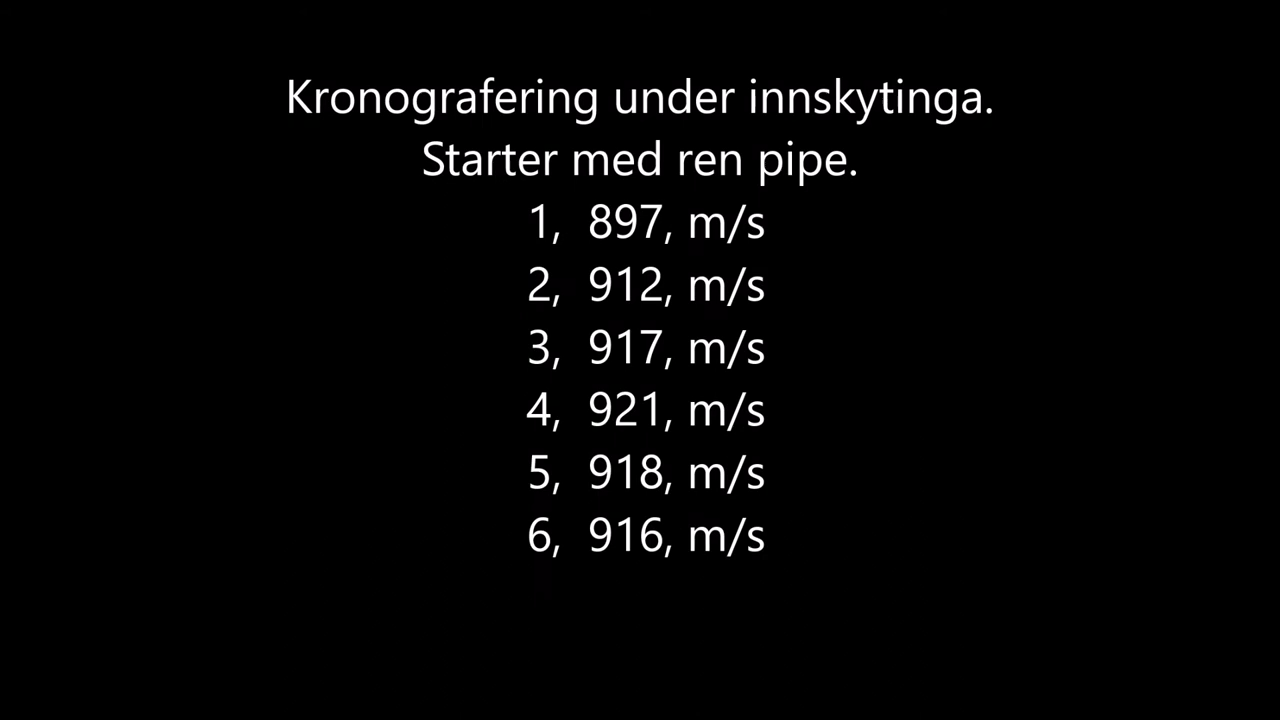 Kronografering under innskytinga.
Starter med ren pipe.
1,  897, m/s
2,  912, m/s
3,  917, m/s
4,  921, m/s
5,  918, m/s
6,  916, m/s